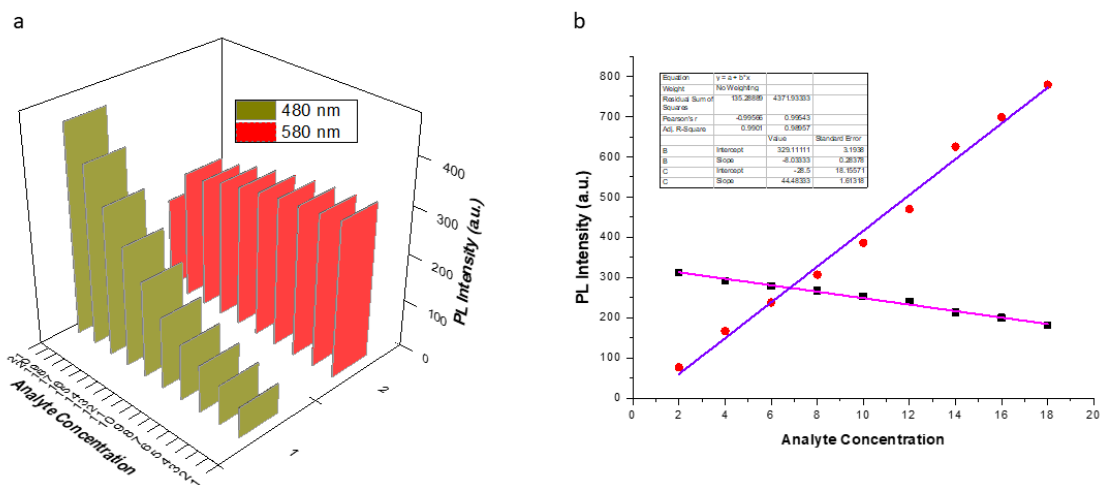 a
480 nm
580 nm
400
300
200
100
0
PL Intensity (a.u.)
2
1
Analyte Concentration
b
Equation y = a + b*x
Weight No Weighting
Residual Sum of Squares 135.28889 4371.93333
Pearson's r -0.99566 0.99543
Adj. R-Square 0.9901 0.98957
Value Standard Error
B Intercept 329.11111 3.1938
B Slope -8.03333 0.28378
C Intercept -28.5 18.15571
C Slope 44.48333 1.61318
800
700
600
500
400
300
200
100
0
PL Intensity (a.u.)
0 2 4 6 8 10 12 14 16 18 20
Analyte Concentration